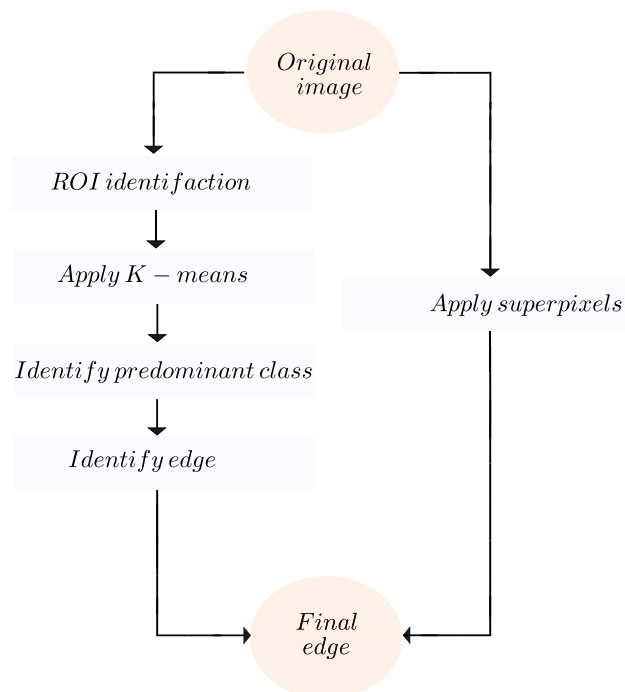 Original
image
ROI identifaction
Apply K − means
Identify predominant class
Identify edge
Apply superpixels
Final
edge